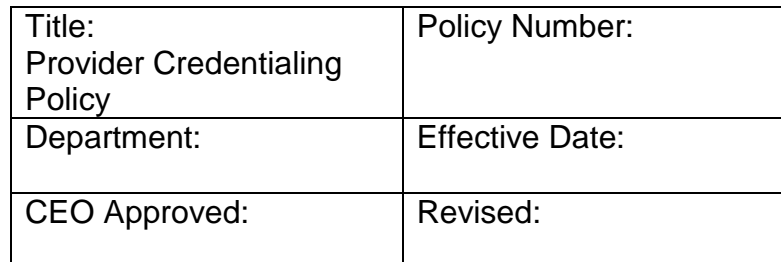 Title:
Provider Credentialing
Policy
Policy Number:
Department:
Effective Date:
CEO Approved:
Revised: